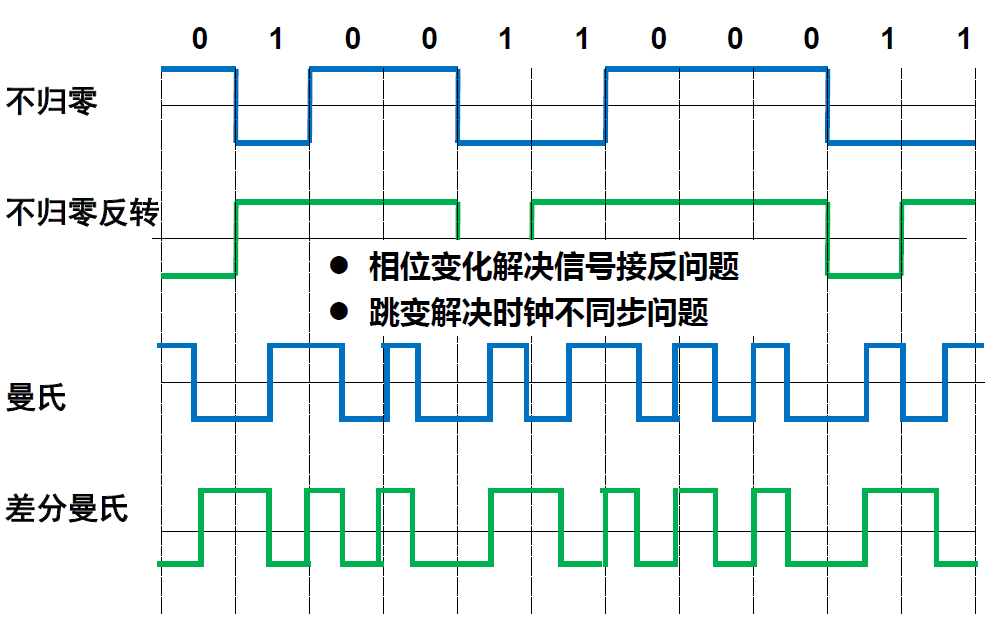 0 1 0 0 1 1 0 0 0 1 1
不归零
不归零反转
● 相位变化解决信号接反问题
● 跳变解决时钟不同步问题
曼氏
差分曼氏